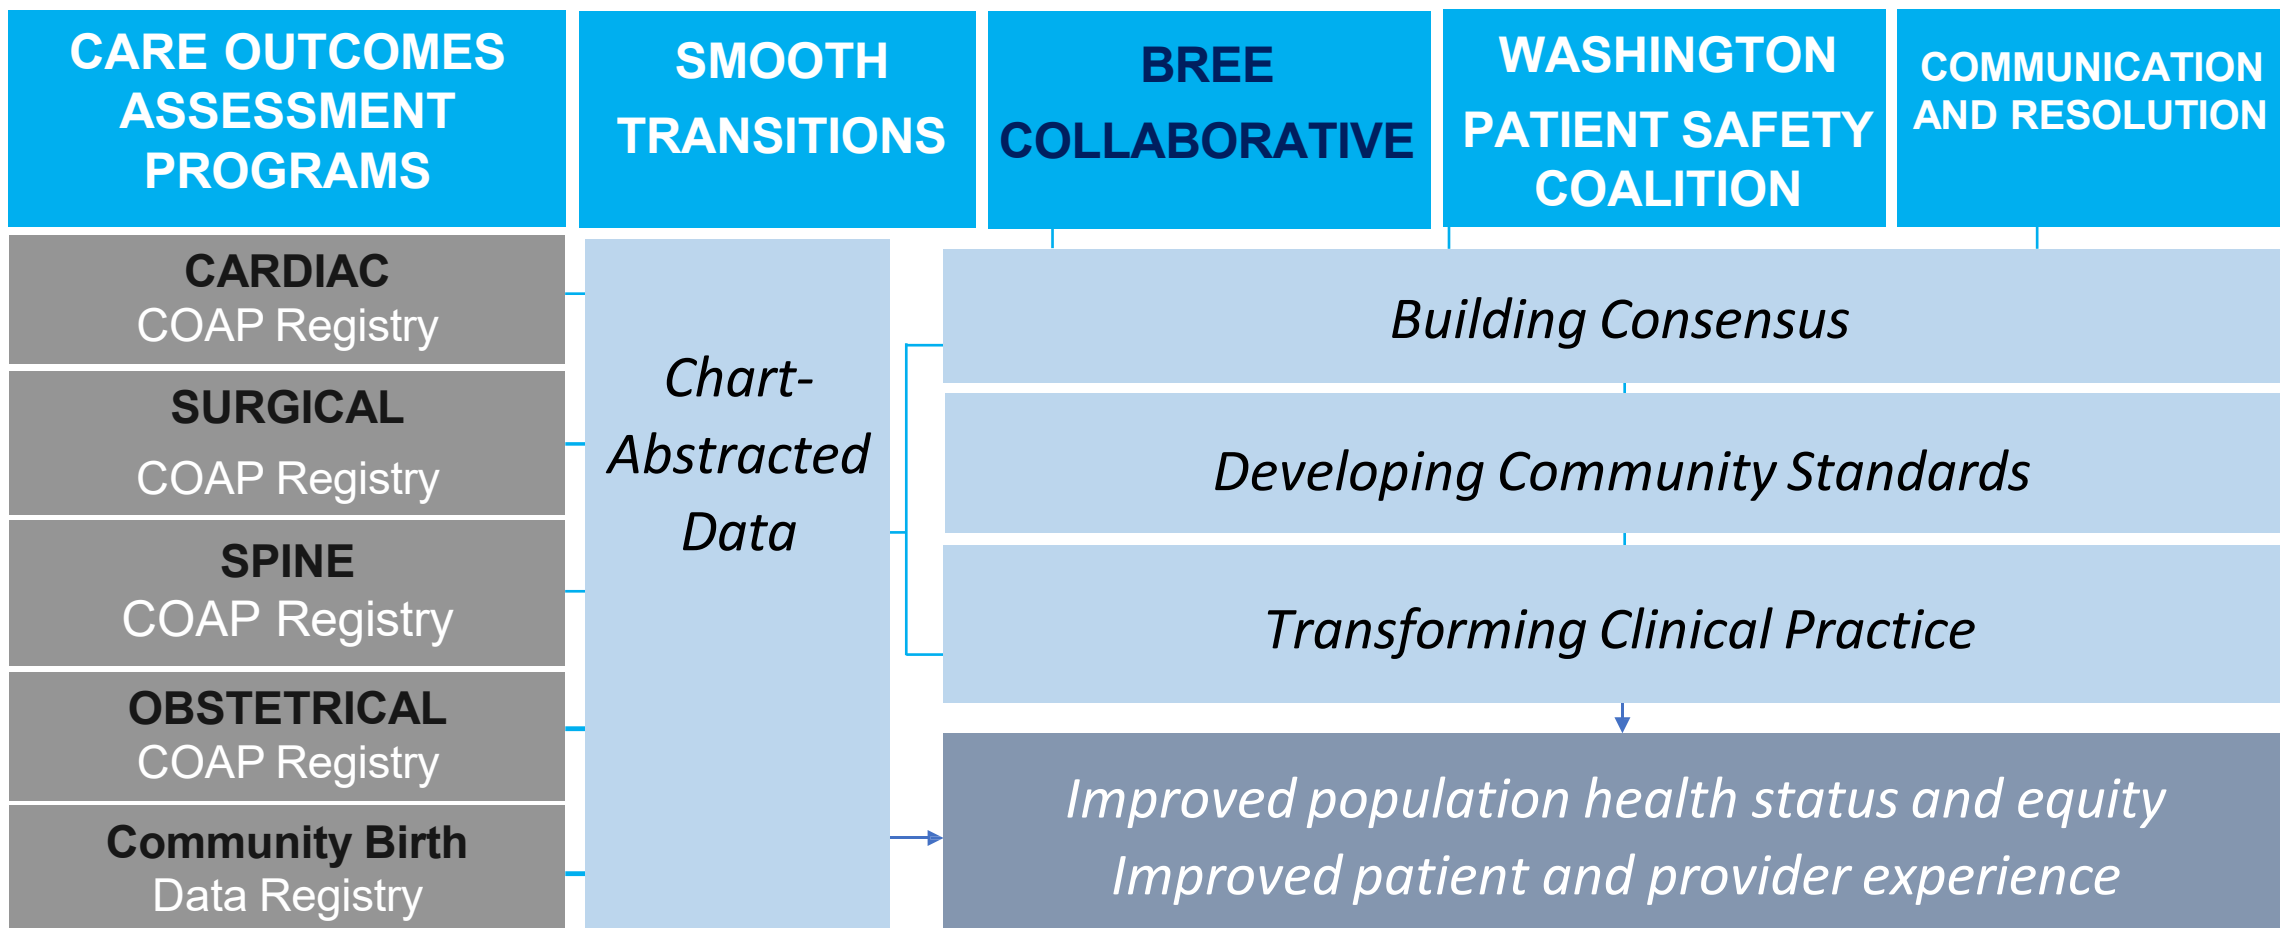 CARE OUTCOMES
ASSESSMENT
PROGRAMS
SMOOTH
TRANSITIONS
BREE
COLLABORATIVE
WASHINGTON
PATIENT SAFETY
COALITION
COMMUNICATION
AND RESOLUTION
CARDIAC
COAP Registry
SURGICAL
COAP Registry
SPINE
COAP Registry
OBSTETRICAL
COAP Registry
Community Birth
Data Registry
Chart-
Abstracted
Data
Building Consensus
Developing Community Standards
Transforming Clinical Practice
Improved population health status and equity
Improved patient and provider experience